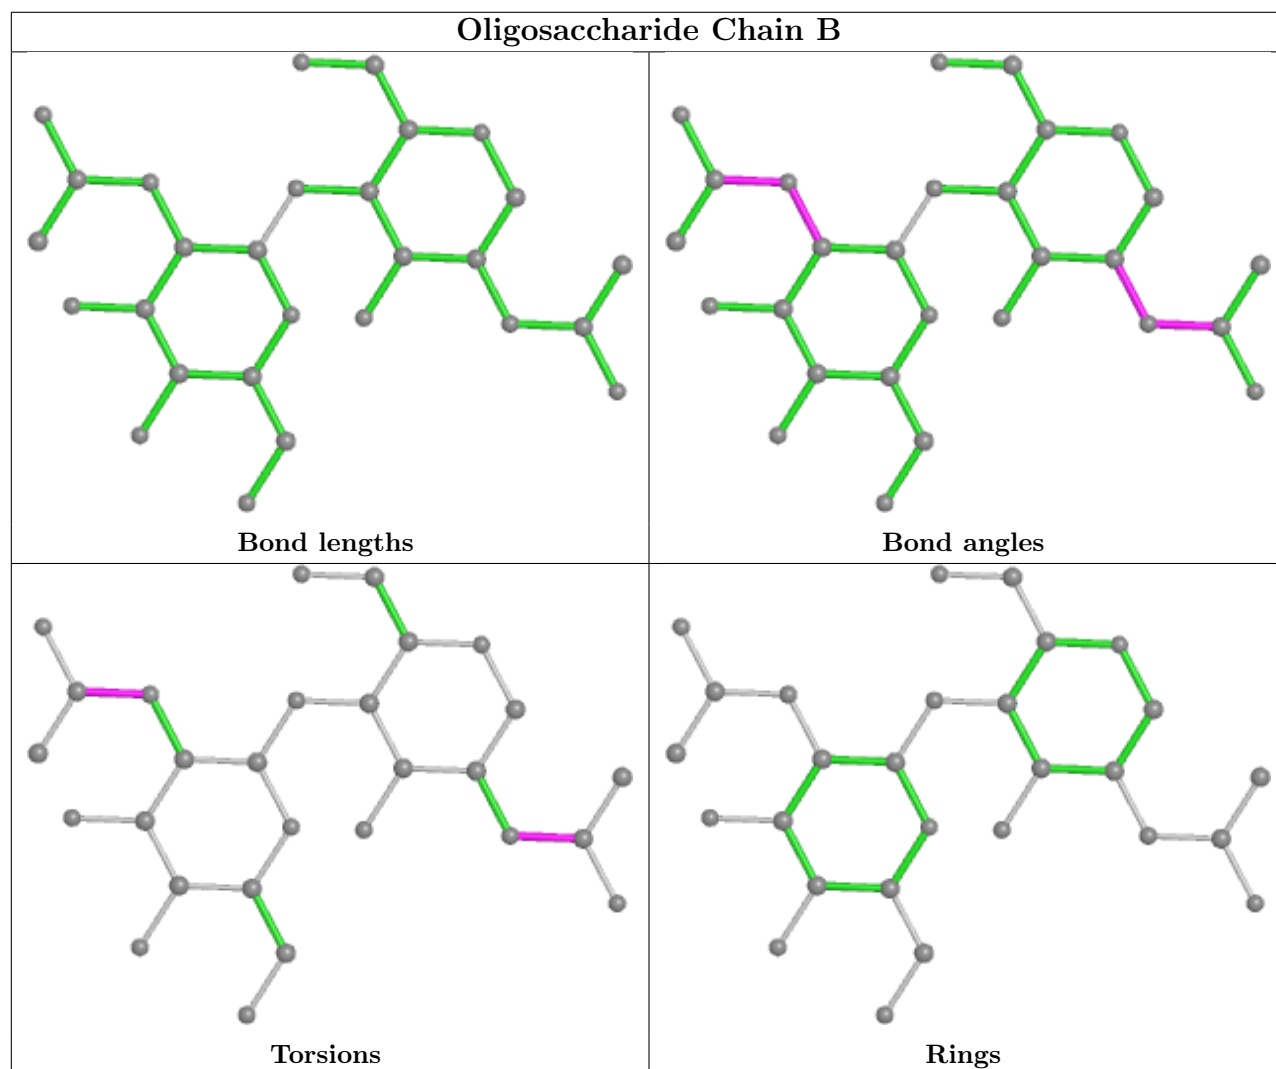 Oligosaccharide Chain B
Bond lengths
Bond angles
Torsions
Rings